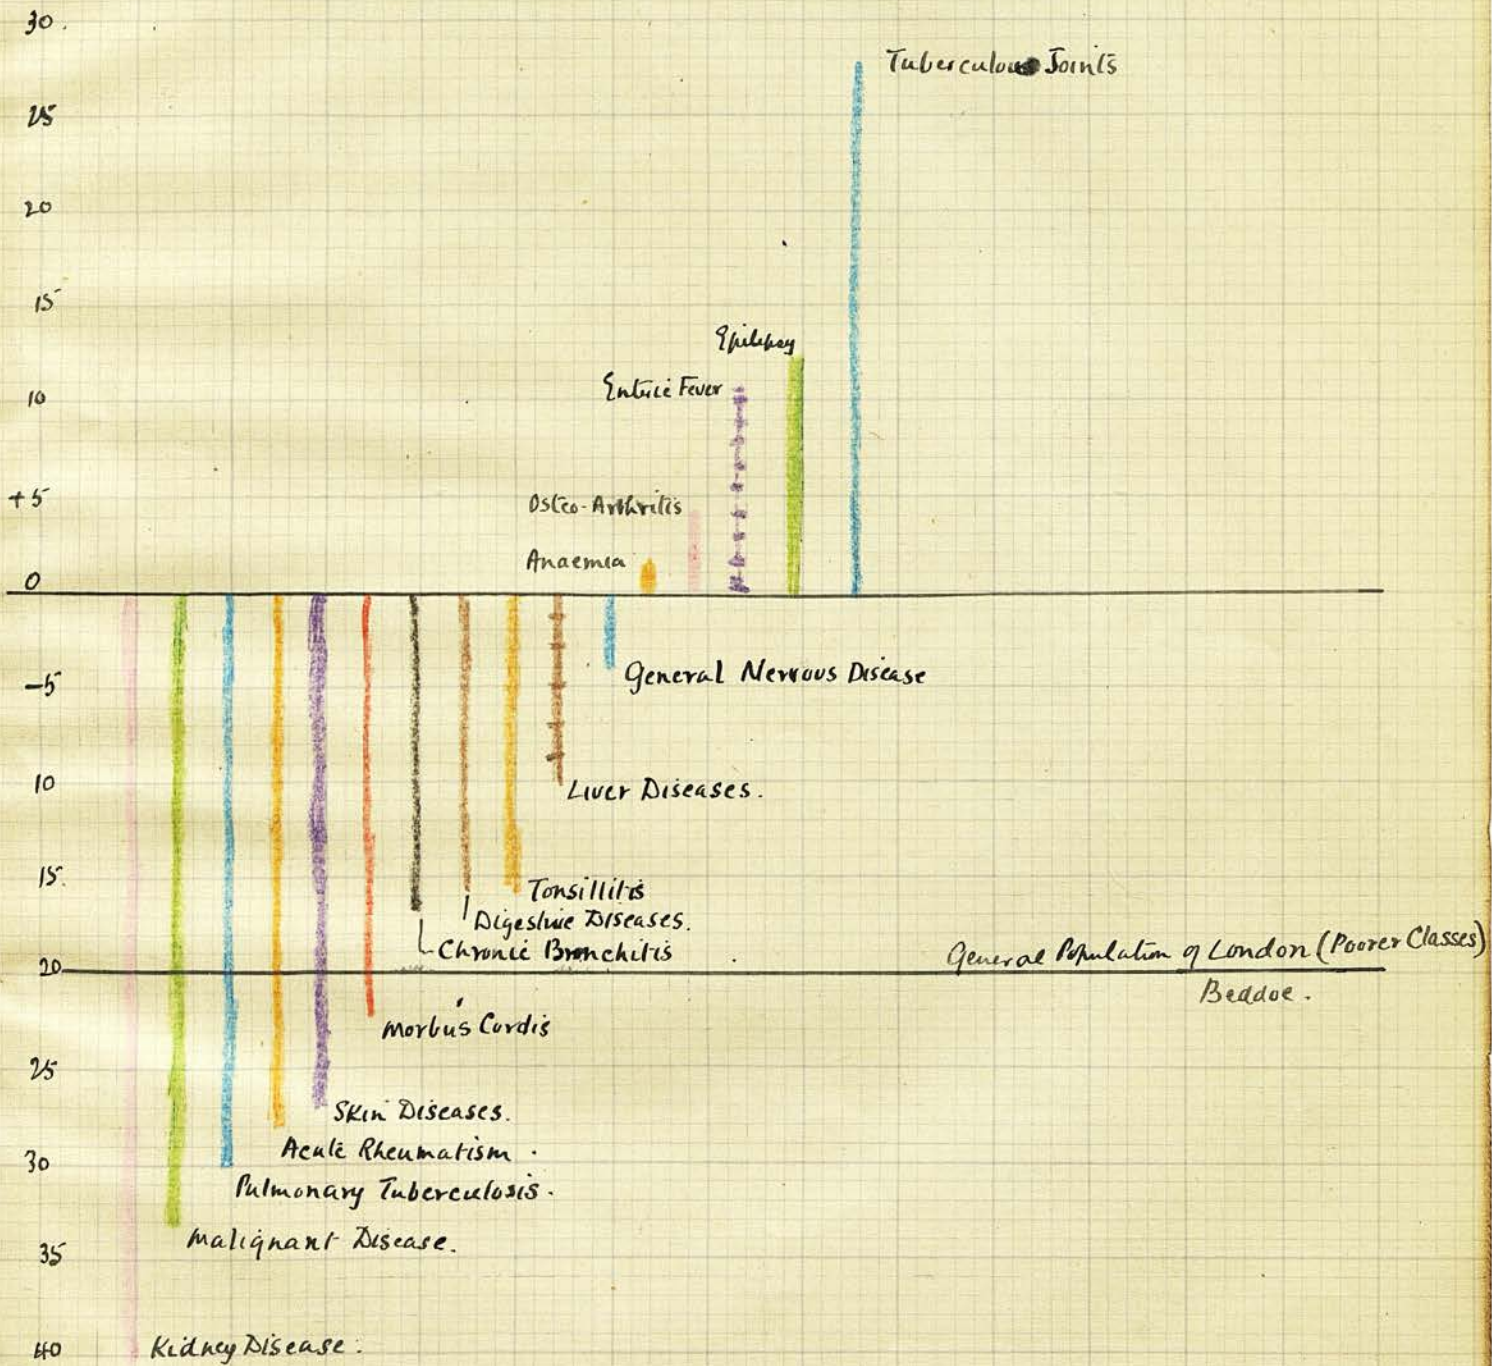 30.
Tuberculous Joints
25
20
15
Epilepsy
Enteric Fever
10
+5
Osteo-Arthritis
Anaemia
0
General Nervous Disease
-5
10
Liver Diseases.
15.
Tonsillitis
Digestive Diseases.
Chronic Bronchitis
General Population of London (Poorer Classes)
20
Beddoe.
Morbus Cordis
25
Skin Diseases.
Acute Rheumatism.
30
Pulmonary Tuberculosis.
Malignant Disease.
35
40
Kidney Disease.